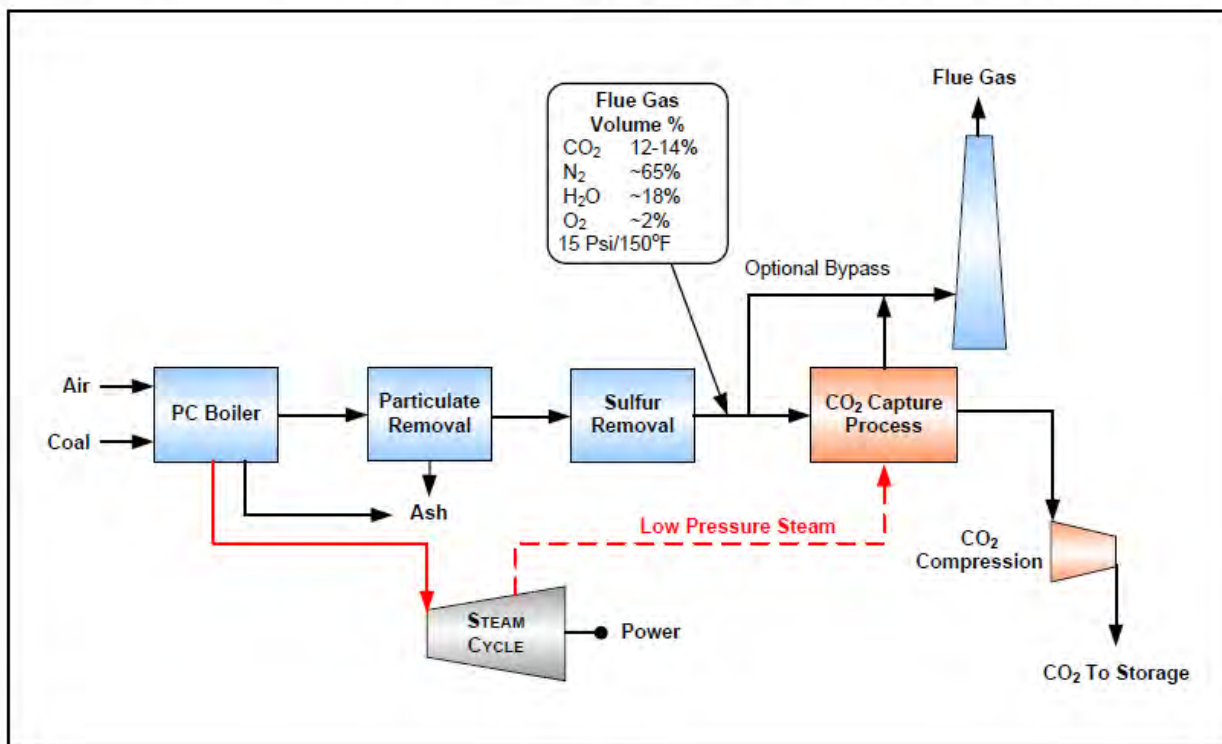 Flue Gas
Flue Gas
Volume %
CO₂ 12-14%
N₂ ~65%
H₂O ~18%
O₂ ~2%
15 Psi/150°F
Optional Bypass
Air
Coal
PC Boiler
Particulate
Removal
Sulfur
Removal
CO₂ Capture
Process
Ash
Low Pressure Steam
CO₂
Compression
STEAM
CYCLE
Power
CO₂ To Storage